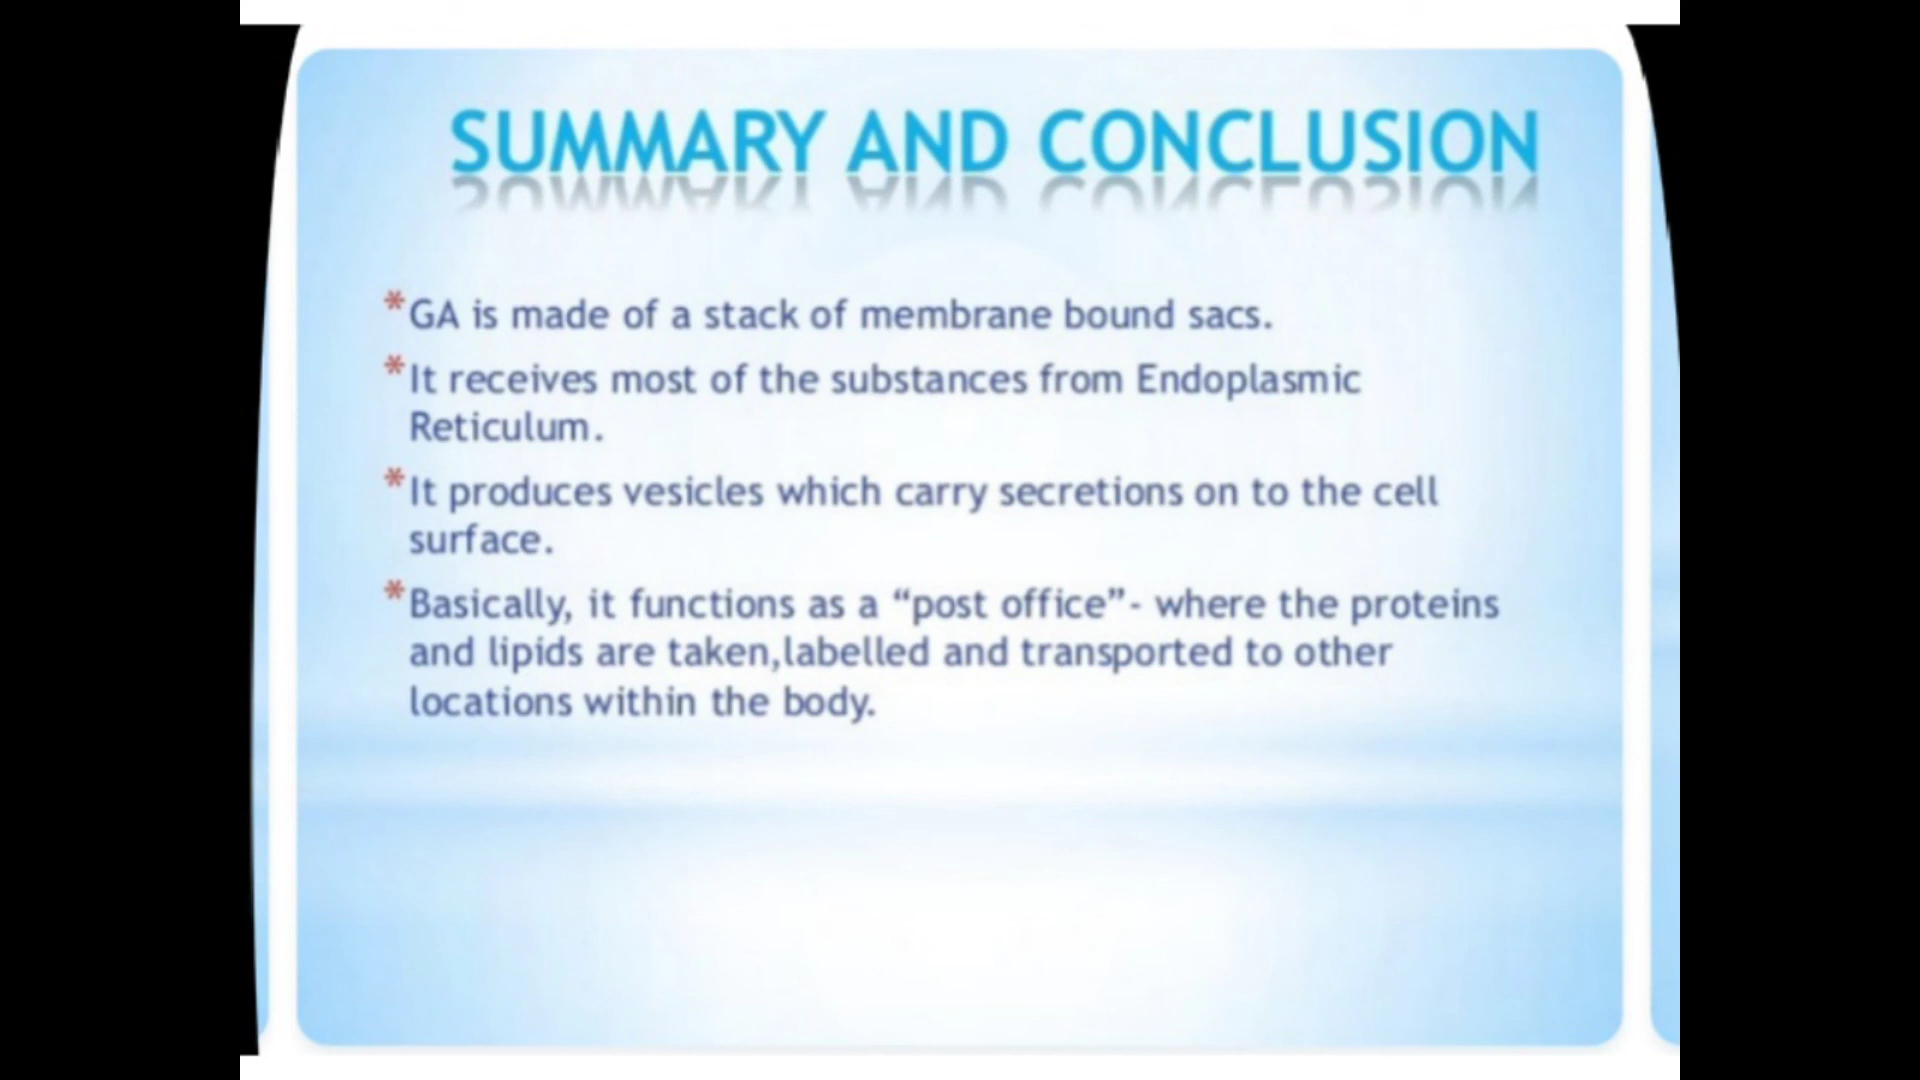 SUMMARY AND CONCLUSION
*GA is made of a stack of membrane bound sacs.
*It receives most of the substances from Endoplasmic
Reticulum.
*It produces vesicles which carry secretions on to the cell
surface.
*Basically, it functions as a “post office”- where the proteins
and lipids are taken,labelled and transported to other
locations within the body.